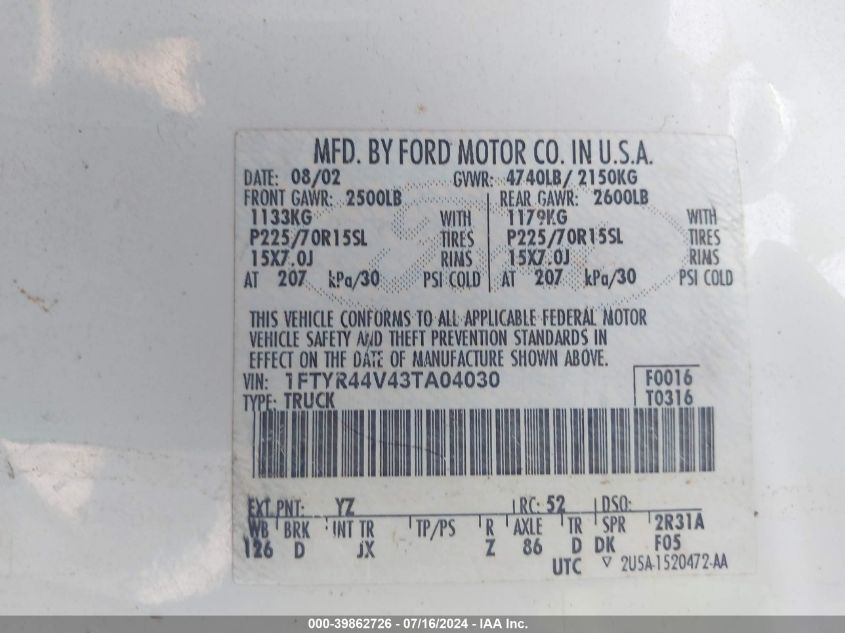 MFD. BY FORD MOTOR CO. IN U.S.A.
DATE: 08/02 GVWR: 4740LB/ 2150KG
FRONT GAWR: 2500LB REAR GAWR: 2600LB
1133KG WITH 1179KG WITH
P225/70R15SL TIRES P225/70R15SL TIRES
15X7.0J RIMS 15X7.0J RIMS
AT 207 kPa/30 PSI COLD AT 207 kPa/30 PSI COLD
THIS VEHICLE CONFORMS TO ALL APPLICABLE FEDERAL MOTOR
VEHICLE SAFETY AND THEFT PREVENTION STANDARDS IN
EFFECT ON THE DATE OF MANUFACTURE SHOWN ABOVE.
VIN: 1FTYR44V43TA04030 F0016
TYPE: TRUCK T0316
EXT PNT: YZ RC: 52 DSO:
WB BRK INT TR TP/PS R AXLE TR SPR 2R31A
126 D JX Z 86 D DK F05
UTC ▽ 2U5A-1520472-AA
000-39862726 - 07/16/2024 - IAA Inc.